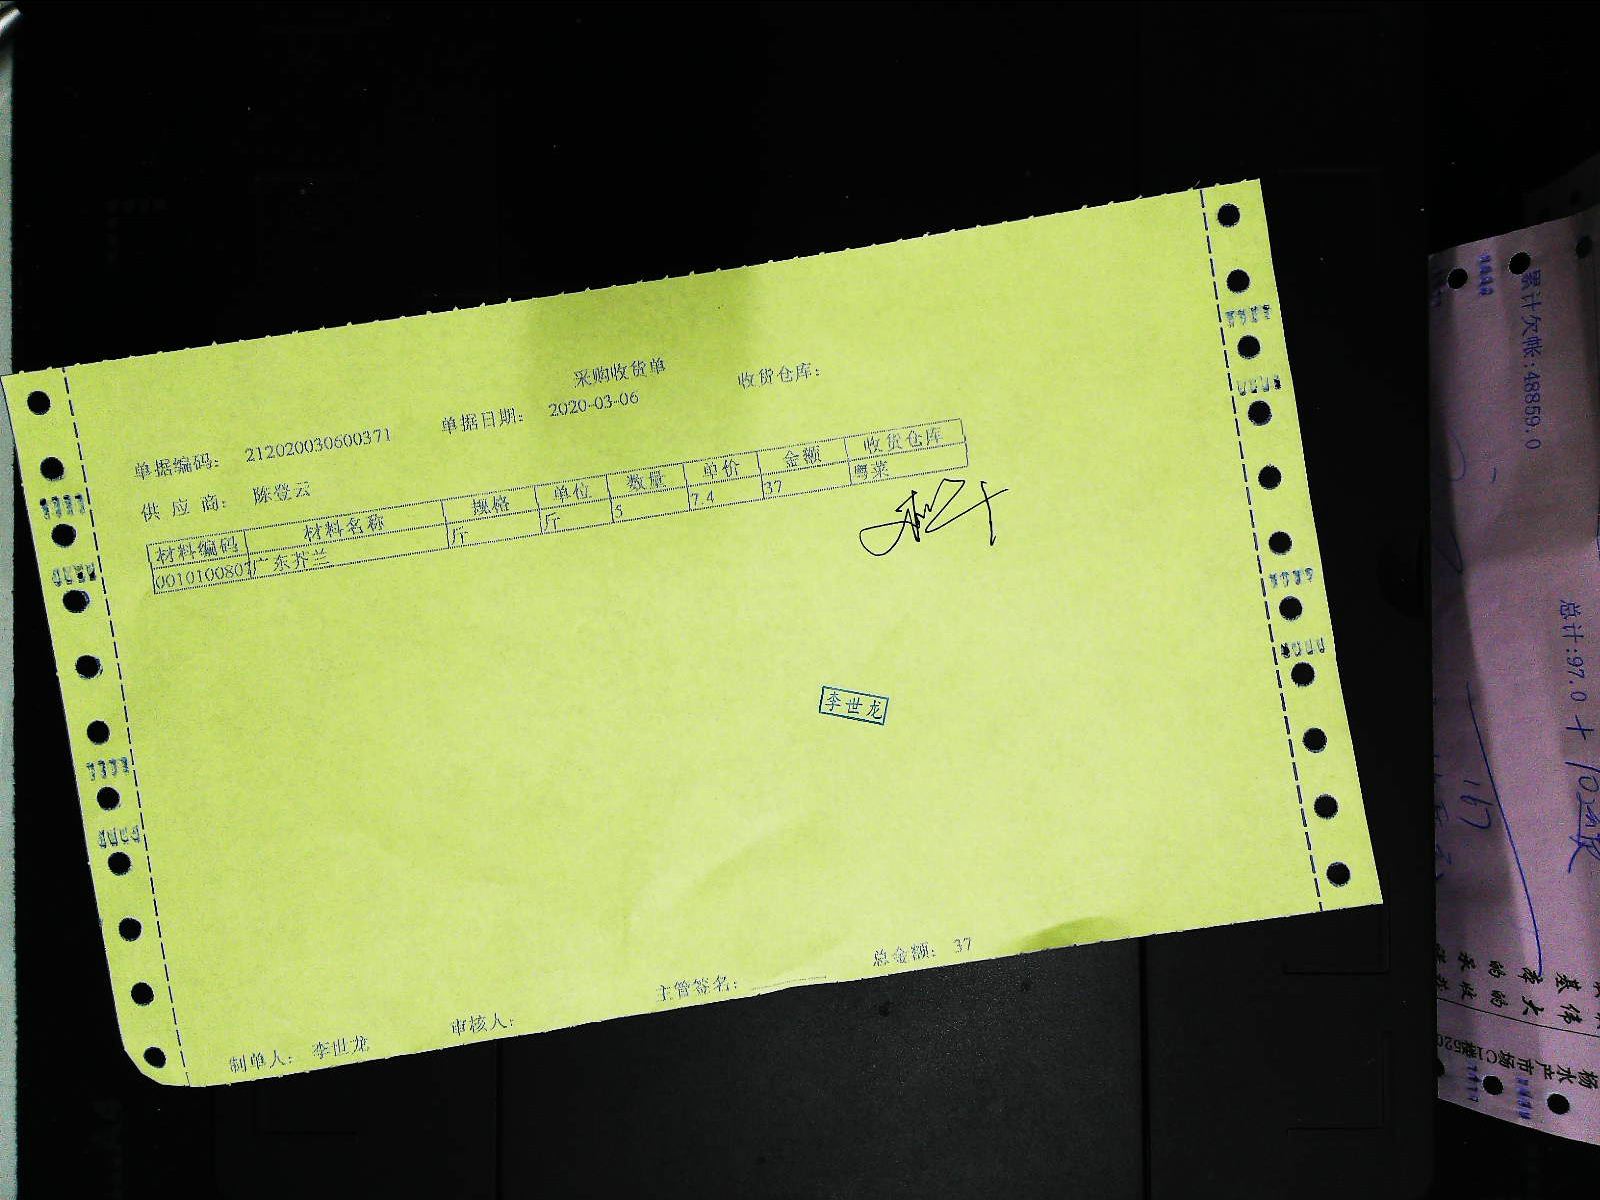 采购收货单
收货仓库：
单据编码： 212020030600371 单据日期： 2020-03-06
供应商： 陈登云
材料编码 材料名称 规格 单位 数量 单价 金额 收货仓库
0010100807 广东芥兰 斤 斤 5 7.4 37 粤菜
李世龙
制单人： 李世龙 审核人： 主管签名： 总金额： 37
累计欠帐:48859.0
总计:97.0